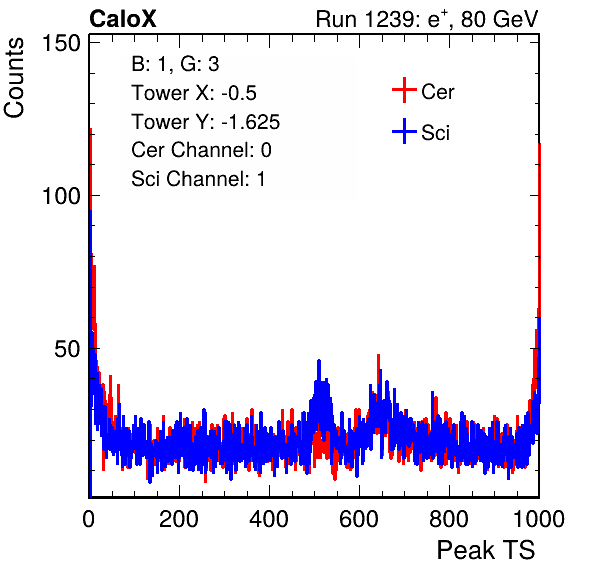 CaloX Run 1239: e⁺, 80 GeV
Counts
150
B: 1, G: 3
Tower X: -0.5
Tower Y: -1.625
Cer Channel: 0
Sci Channel: 1
Cer
Sci
100
50
0 200 400 600 800 1000
Peak TS